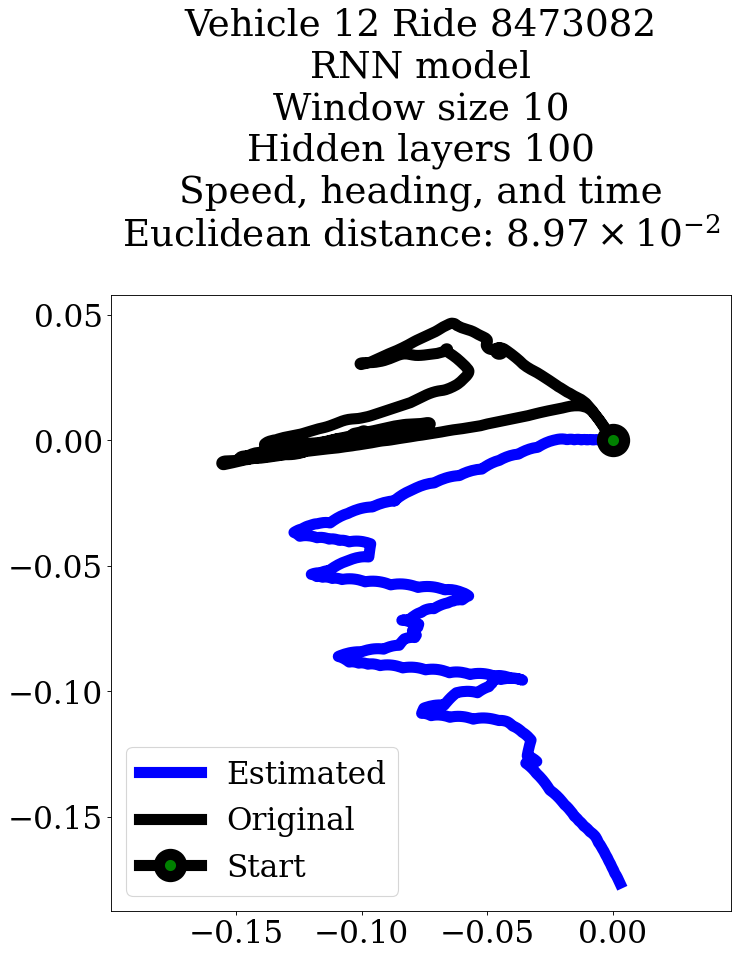 Vehicle 12 Ride 8473082
RNN model
Window size 10
Hidden layers 100
Speed, heading, and time
Euclidean distance: 8.97 × 10⁻²
0.05
0.00
−0.05
−0.10
−0.15
Estimated
Original
Start
−0.15 −0.10 −0.05 0.00